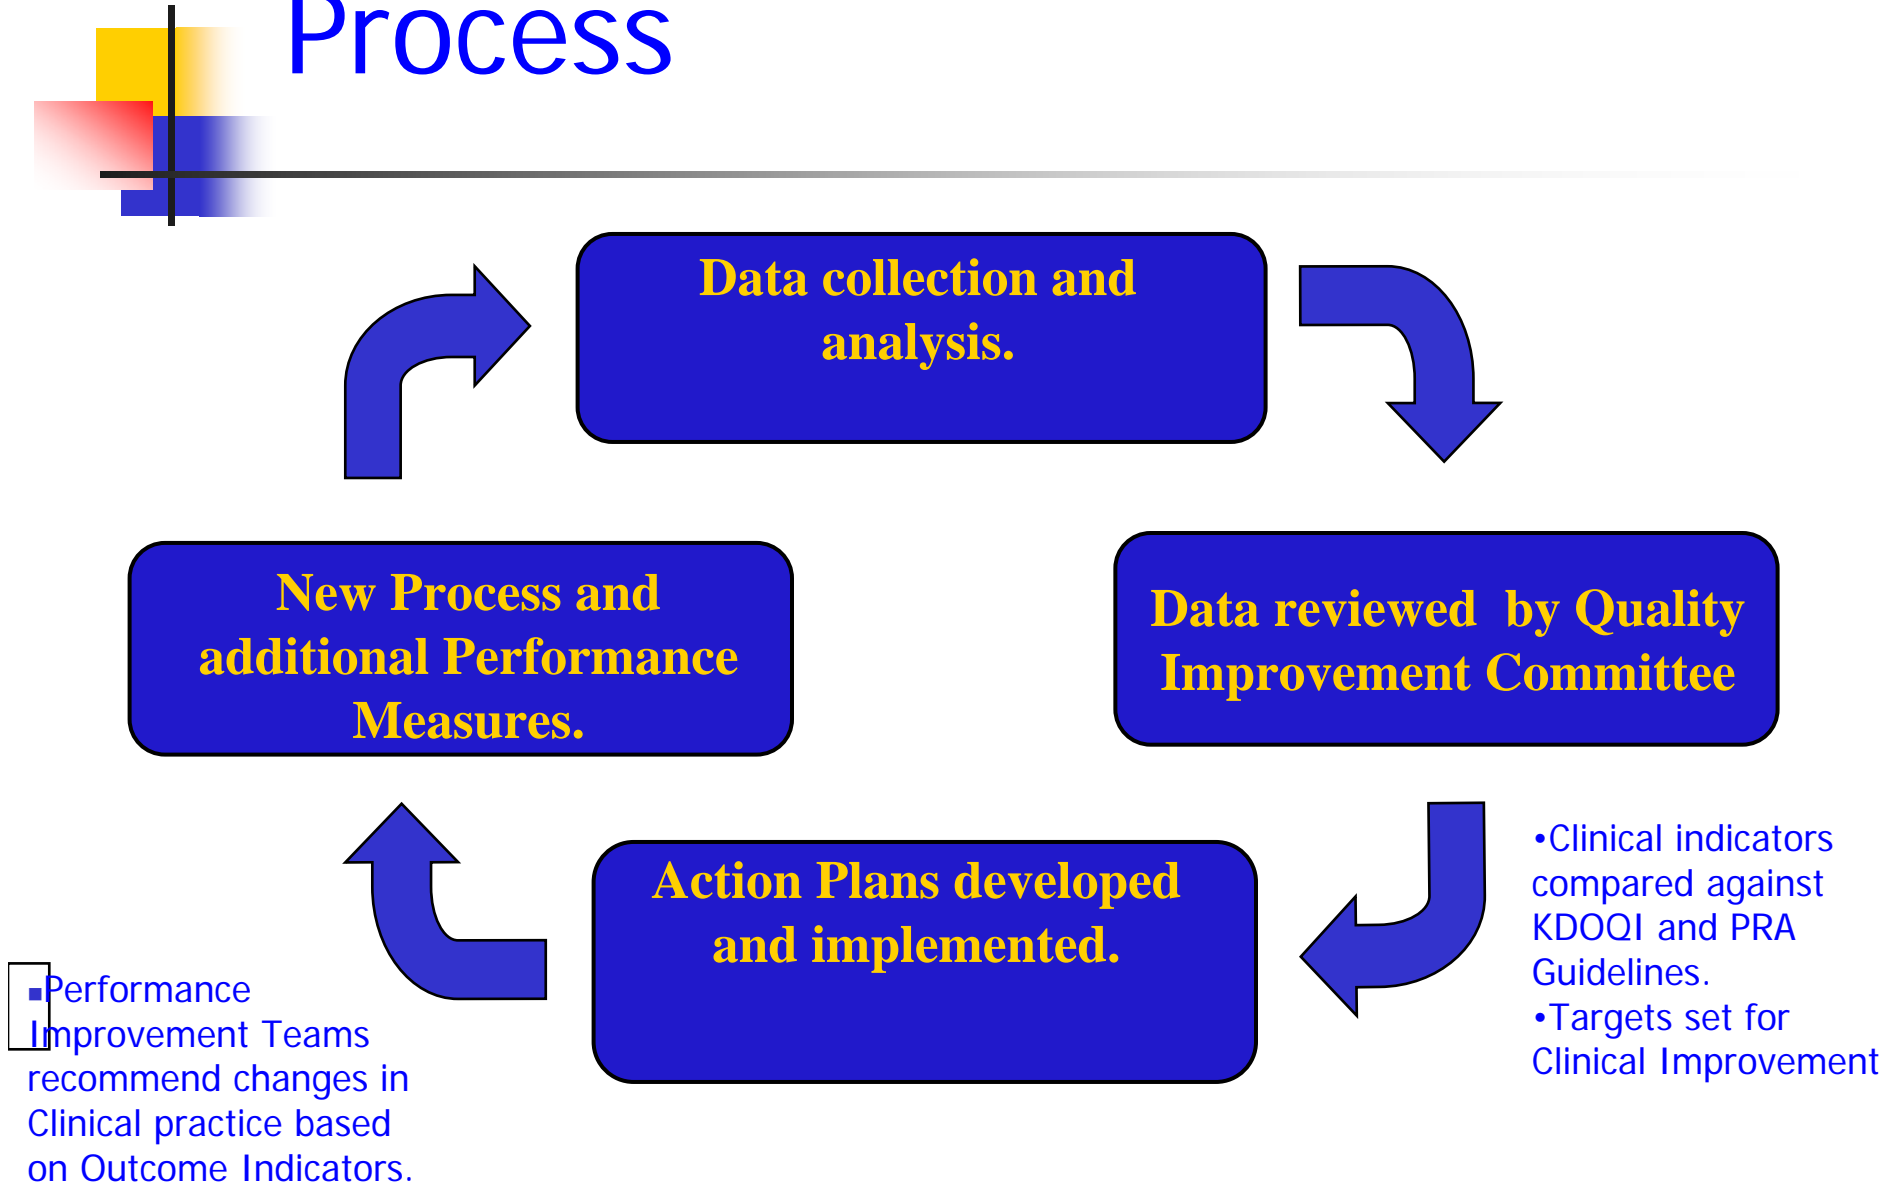 Process
Data collection and
analysis.
Data reviewed  by Quality
Improvement Committee
•Clinical indicators
compared against
KDOQI and PRA
Guidelines.
•Targets set for
Clinical Improvement
Action Plans developed
and implemented.
New Process and
additional Performance
Measures.
▪Performance
Improvement Teams
recommend changes in
Clinical practice based
on Outcome Indicators.